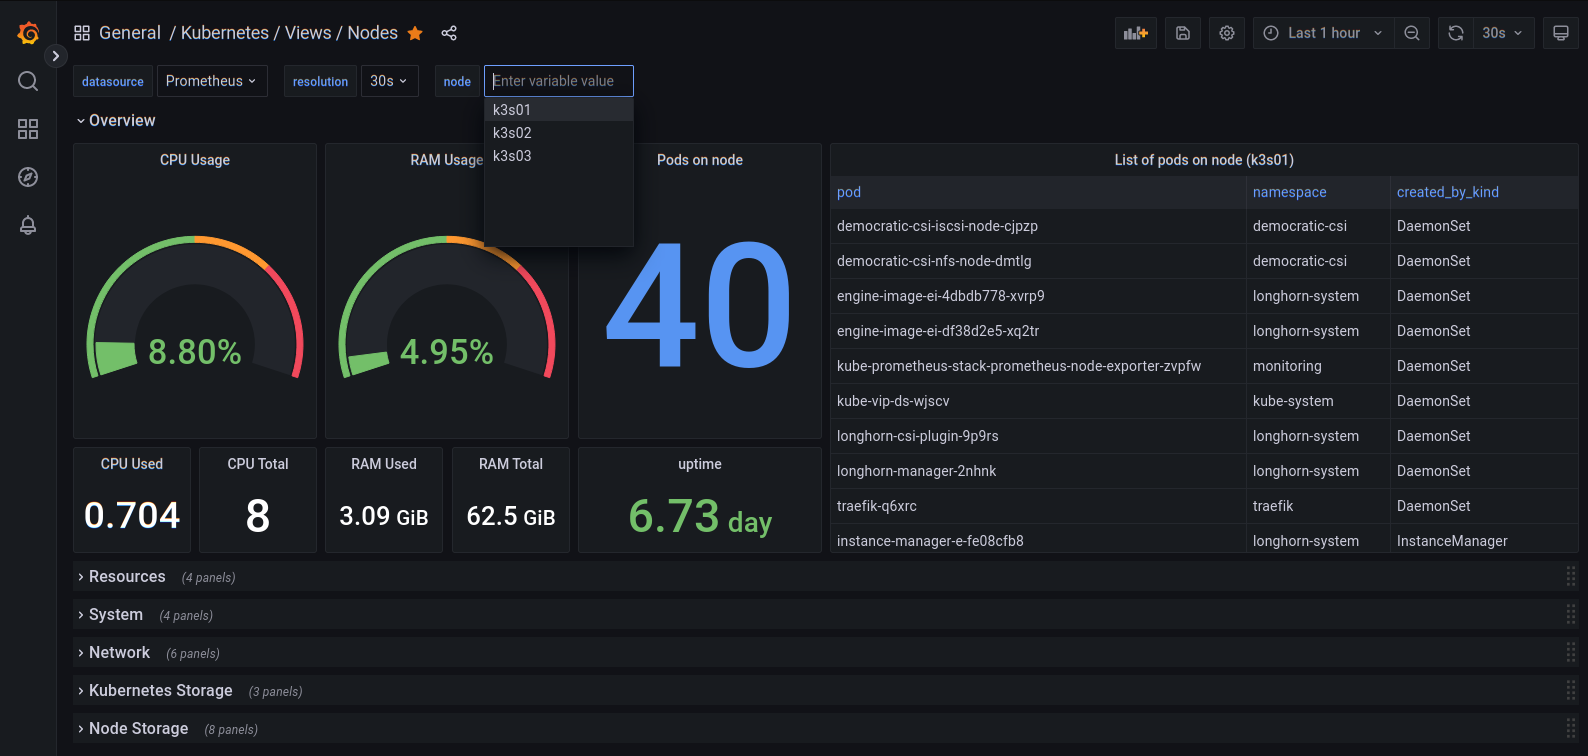 General / Kubernetes / Views / Nodes
Last 1 hour
30s
datasource Prometheus resolution 30s node Enter variable value
k3s01
k3s02
k3s03
Overview
CPU Usage
8.80%
RAM Usage
4.95%
Pods on node
40
List of pods on node (k3s01)
pod namespace created_by_kind
democratic-csi-iscsi-node-cjpzp democratic-csi DaemonSet
democratic-csi-nfs-node-dmtlg democratic-csi DaemonSet
engine-image-ei-4dbdb778-xvrp9 longhorn-system DaemonSet
engine-image-ei-df38d2e5-xq2tr longhorn-system DaemonSet
kube-prometheus-stack-prometheus-node-exporter-zvpfw monitoring DaemonSet
kube-vip-ds-wjscv kube-system DaemonSet
longhorn-csi-plugin-9p9rs longhorn-system DaemonSet
longhorn-manager-2nhnk longhorn-system DaemonSet
traefik-q6xrc traefik DaemonSet
instance-manager-e-fe08cfb8 longhorn-system InstanceManager
CPU Used
0.704
CPU Total
8
RAM Used
3.09 GiB
RAM Total
62.5 GiB
uptime
6.73 day
Resources (4 panels)
System (4 panels)
Network (6 panels)
Kubernetes Storage (3 panels)
Node Storage (8 panels)